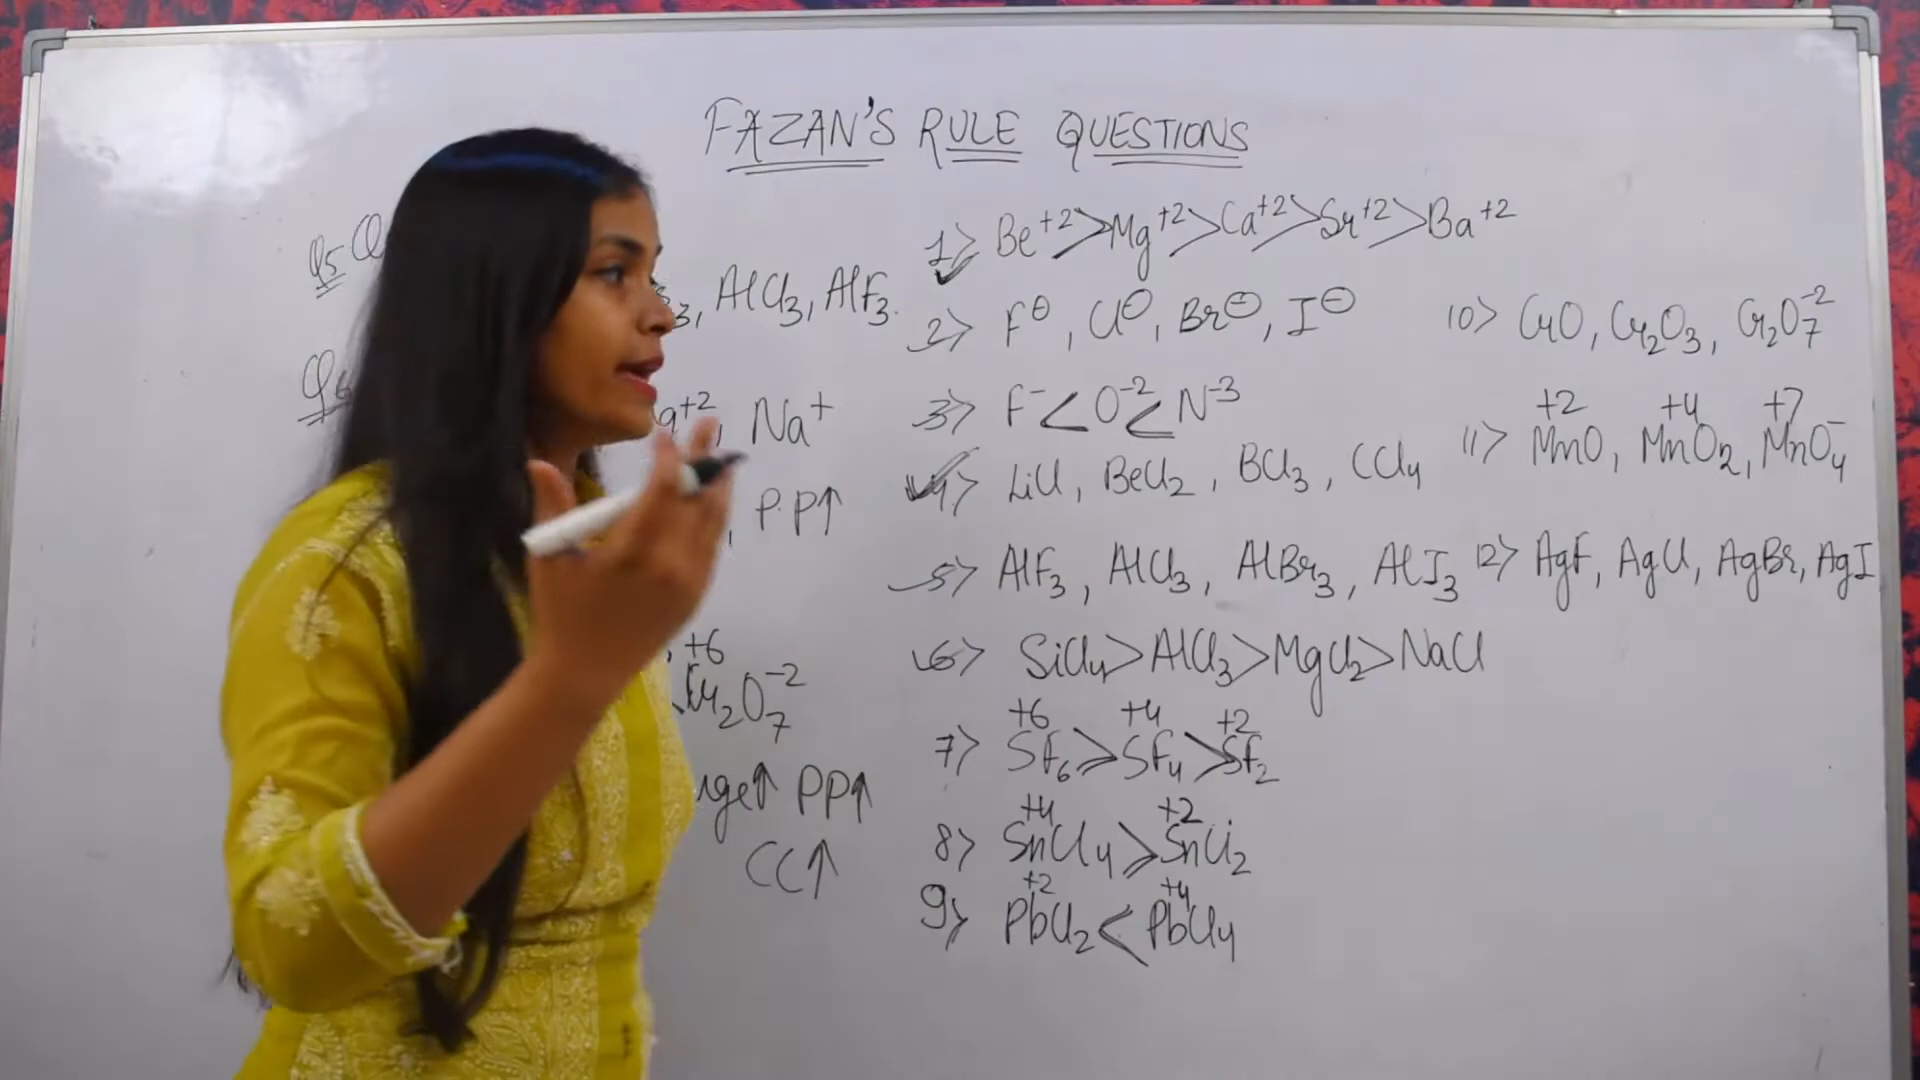 FAZAN'S RULE QUESTIONS
Q5
AlCl3, AlF3.
Q6
+2, Na+
P.P↑
+6
Cr2O7-2
PP↑
CC↑
1> Be+2 > Mg+2 > Ca+2 > Sr+2 > Ba+2
2> F⊖, Cl⊖, Br⊖, I⊖
3> F- < O-2 < N-3
4> LiCl, BeCl2, BCl3, CCl4
5> AlF3, AlCl3, AlBr3, AlI3
6> SiCl4 > AlCl3 > MgCl2 > NaCl
+6 +4 +2
7> SF6 > SF4 > SF2
+4 +2
8> SnCl4 > SnCl2
+2 +4
9> PbCl2 < PbCl4
10> CrO, Cr2O3, Cr2O7-2
+2 +4 +7
11> MnO, MnO2, MnO4-
12> AgF, AgCl, AgBr, AgI